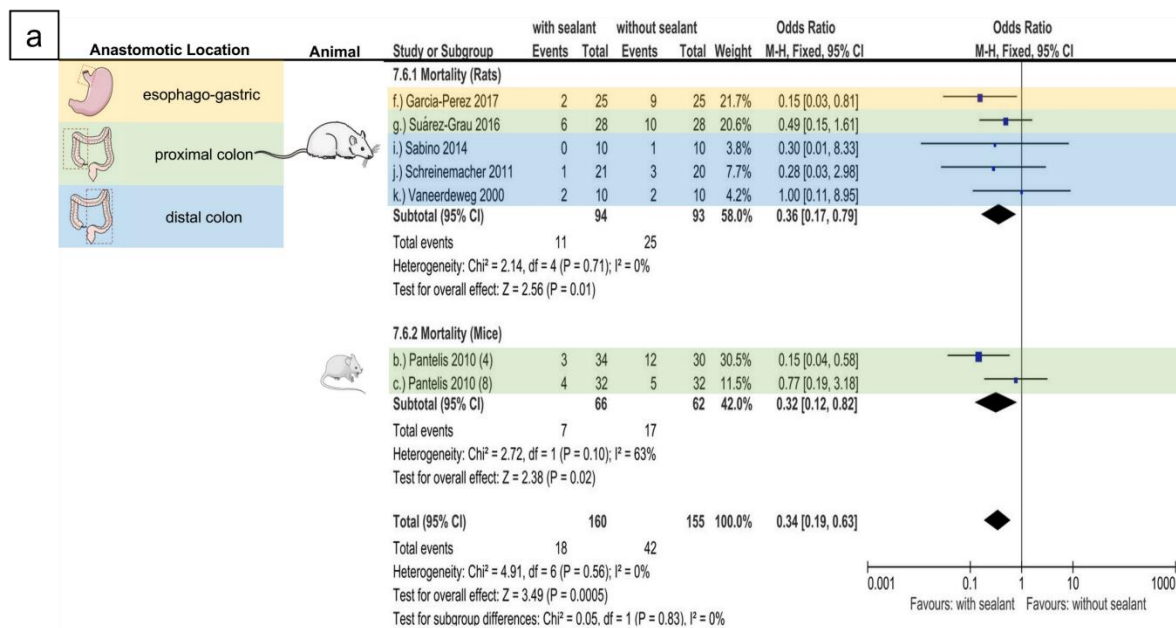 a
with sealant without sealant Odds Ratio Odds Ratio
Anastomotic Location Animal Study or Subgroup Events Total Events Total Weight M-H, Fixed, 95% CI M-H, Fixed, 95% CI
7.6.1 Mortality (Rats)
esophago-gastric f.) Garcia-Perez 2017 2 25 9 25 21.7% 0.15 [0.03, 0.81]
g.) Suárez-Grau 2016 6 28 10 28 20.6% 0.49 [0.15, 1.61]
proximal colon i.) Sabino 2014 0 10 1 10 3.8% 0.30 [0.01, 8.33]
j.) Schreinemacher 2011 1 21 3 20 7.7% 0.28 [0.03, 2.98]
k.) Vaneerdeweg 2000 2 10 2 10 4.2% 1.00 [0.11, 8.95]
distal colon Subtotal (95% CI) 94 93 58.0% 0.36 [0.17, 0.79]
Total events 11 25
Heterogeneity: Chi² = 2.14, df = 4 (P = 0.71); I² = 0%
Test for overall effect: Z = 2.56 (P = 0.01)
7.6.2 Mortality (Mice)
b.) Pantelis 2010 (4) 3 34 12 30 30.5% 0.15 [0.04, 0.58]
c.) Pantelis 2010 (8) 4 32 5 32 11.5% 0.77 [0.19, 3.18]
Subtotal (95% CI) 66 62 42.0% 0.32 [0.12, 0.82]
Total events 7 17
Heterogeneity: Chi² = 2.72, df = 1 (P = 0.10); I² = 63%
Test for overall effect: Z = 2.38 (P = 0.02)
Total (95% CI) 160 155 100.0% 0.34 [0.19, 0.63]
Total events 18 42
Heterogeneity: Chi² = 4.91, df = 6 (P = 0.56); I² = 0%
Test for overall effect: Z = 3.49 (P = 0.0005)
Test for subgroup differences: Chi² = 0.05, df = 1 (P = 0.83), I² = 0%
0.001 0.1 1 10 1000
Favours: with sealant Favours: without sealant